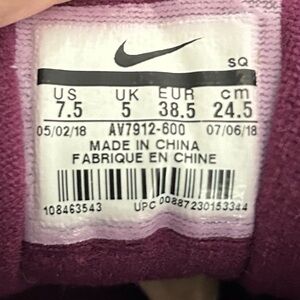 SQ
US UK EUR cm
7.5 5 38.5 24.5
05/02/18 AV7912-600 07/06/18
MADE IN CHINA
FABRIQUE EN CHINE
108463543 UPC 00887230153344